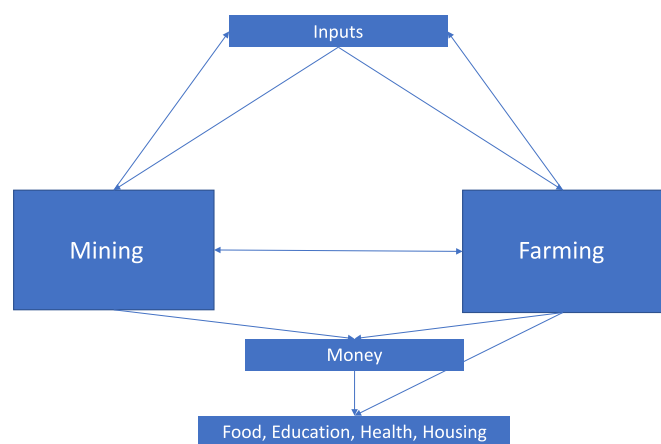 Inputs
Mining
Farming
Money
Food, Education, Health, Housing